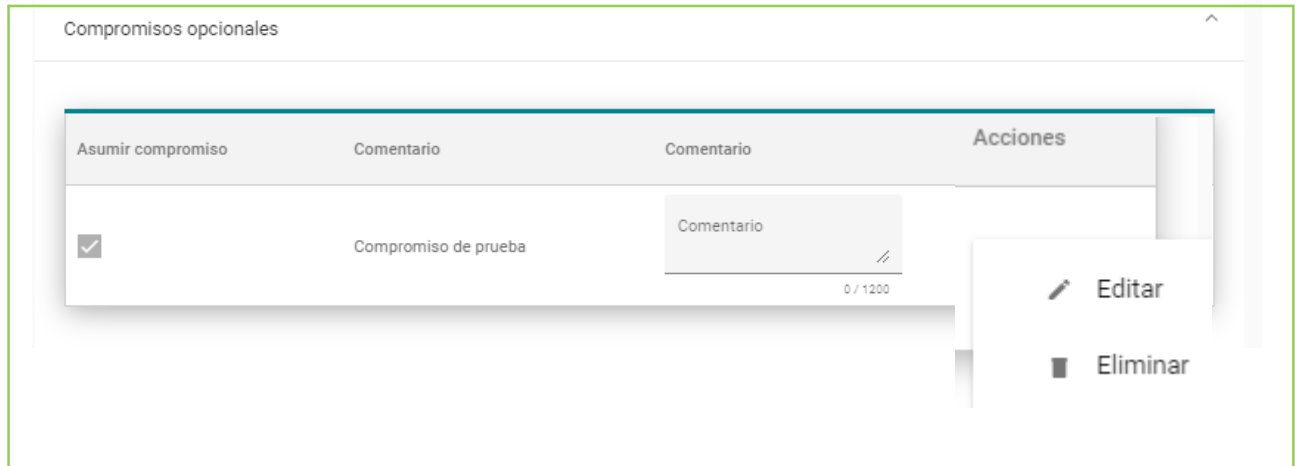 Compromisos opcionales
Asumir compromiso Comentario Comentario Acciones
Compromiso de prueba Comentario
0 / 1200
Editar
Eliminar